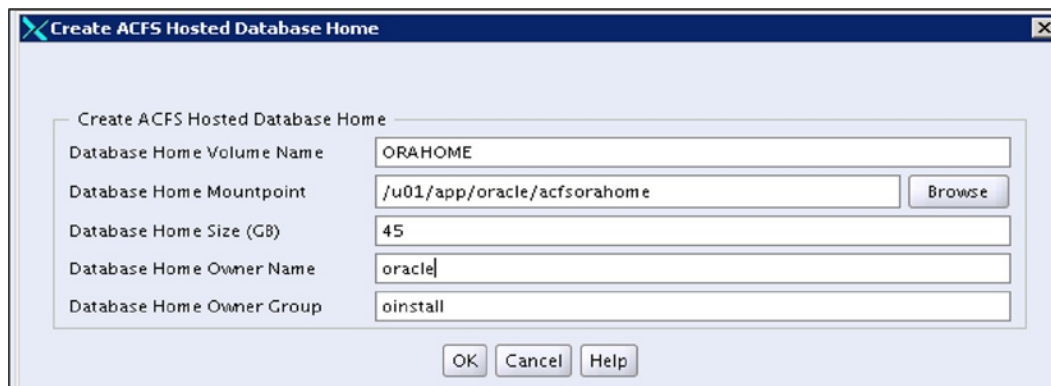 Create ACFS Hosted Database Home
Create ACFS Hosted Database Home
Database Home Volume Name ORAHOME
Database Home Mountpoint /u01/app/oracle/acfsorahome Browse
Database Home Size (GB) 45
Database Home Owner Name oracle
Database Home Owner Group oinstall
OK Cancel Help